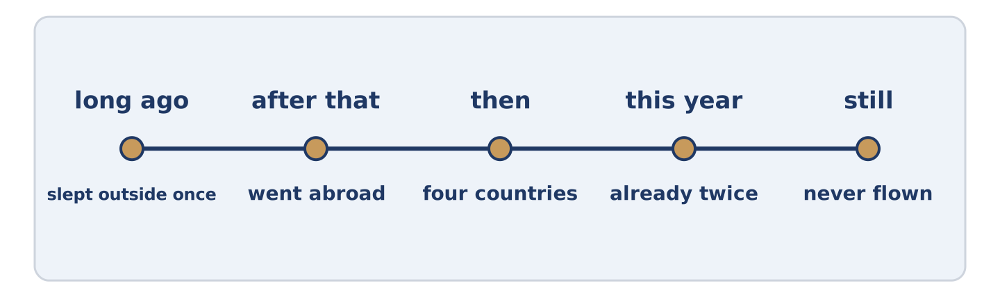 long ago after that then this year still
slept outside once went abroad four countries already twice never flown